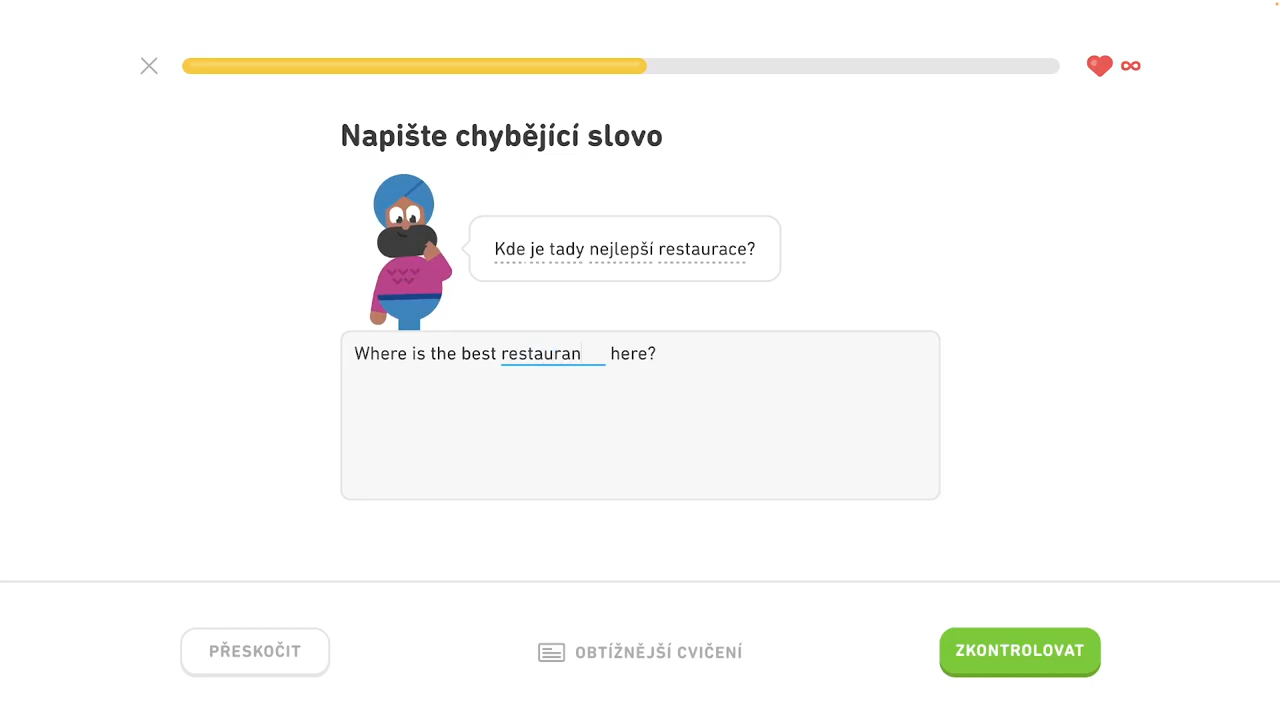 Napište chybějící slovo
Kde je tady nejlepší restaurace?
Where is the best restauran here?
PŘESKOČIT
OBTÍŽNĚJŠÍ CVIČENÍ
ZKONTROLOVAT